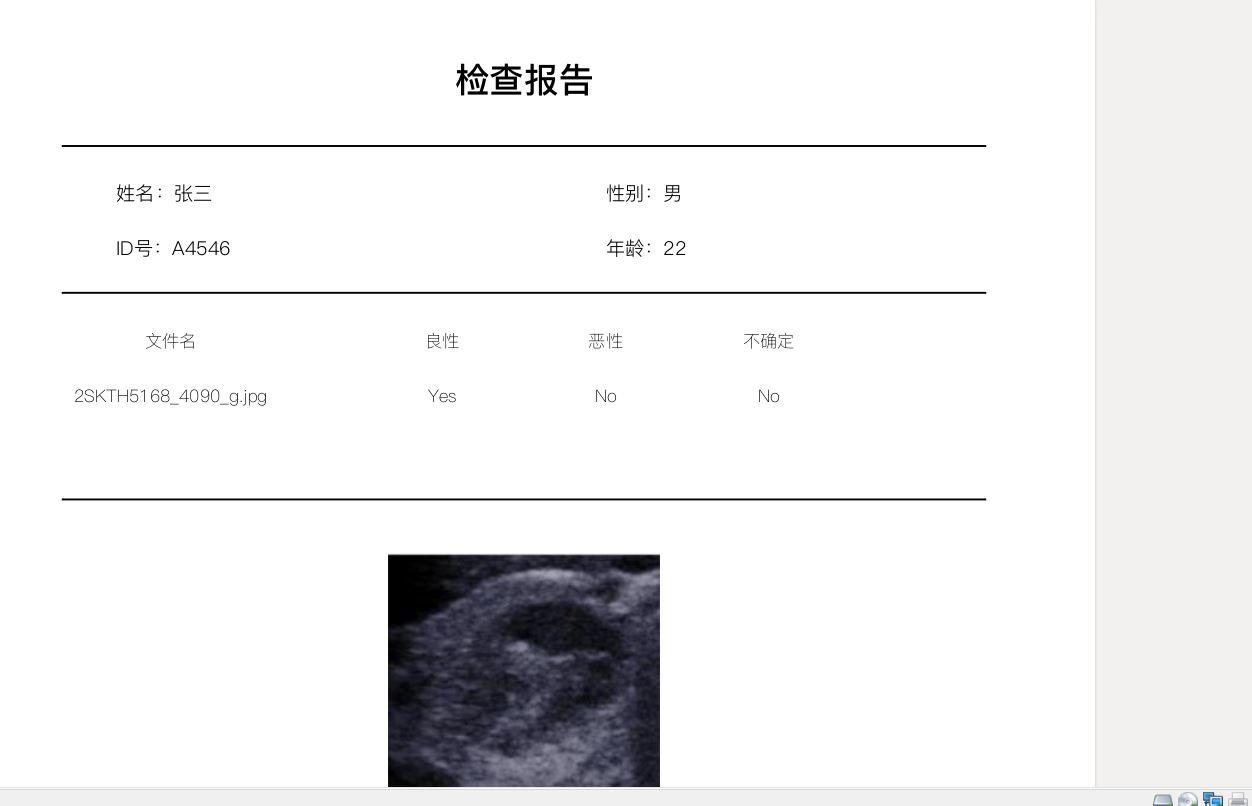 检查报告
姓名：张三 性别：男
ID号：A4546 年龄：22
文件名 良性 恶性 不确定
2SKTH5168_4090_g.jpg Yes No No